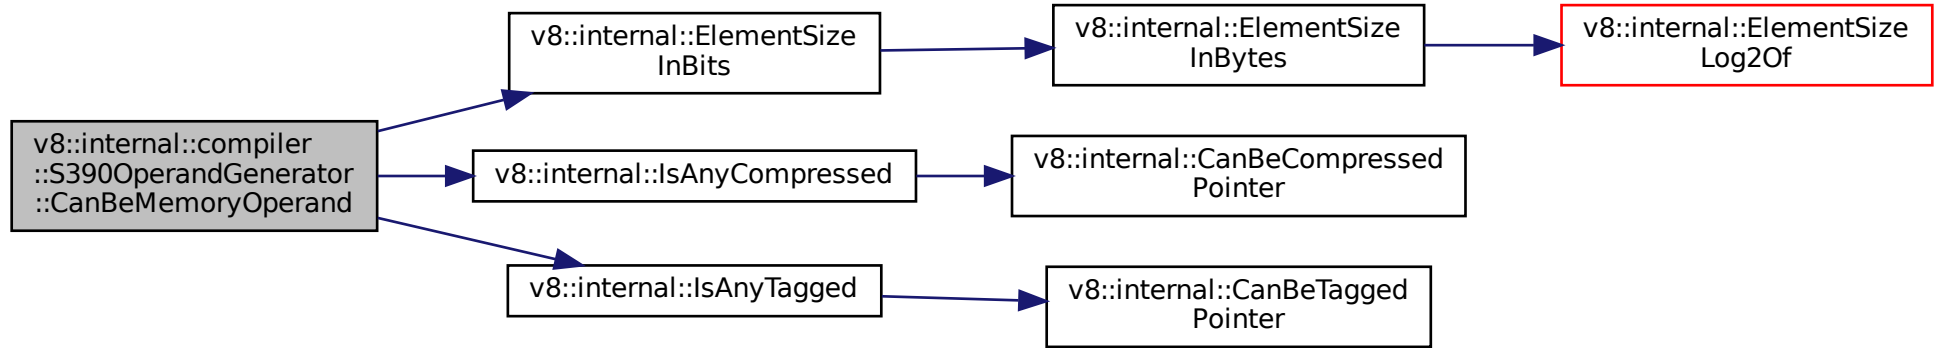 v8::internal::compiler
::S390OperandGenerator
::CanBeMemoryOperand
v8::internal::ElementSize
InBits
v8::internal::ElementSize
InBytes
v8::internal::ElementSize
Log2Of
v8::internal::IsAnyCompressed
v8::internal::CanBeCompressed
Pointer
v8::internal::IsAnyTagged
v8::internal::CanBeTagged
Pointer